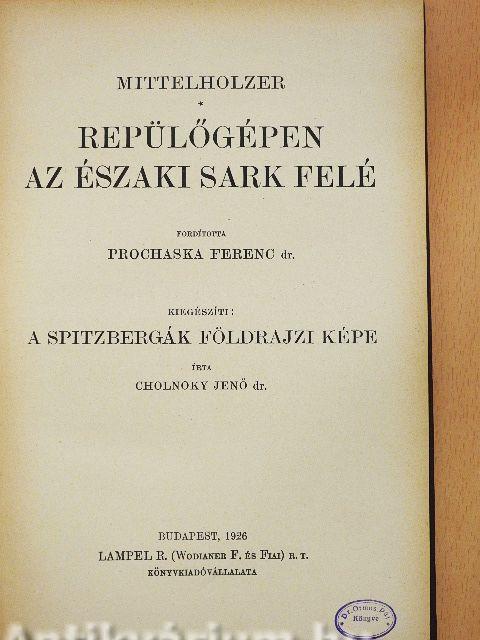 MITTELHOLZER
*
REPÜLŐGÉPEN
AZ ÉSZAKI SARK FELÉ
FORDÍTOTTA
PROCHASKA FERENC dr.
KIEGÉSZÍTI:
A SPITZBERGÁK FÖLDRAJZI KÉPE
ÍRTA
CHOLNOKY JENŐ dr.
BUDAPEST, 1926
LAMPEL R. (WODIANER F. ÉS FIAI) R. T.
KÖNYVKIADÓVÁLLALATA
Könyve